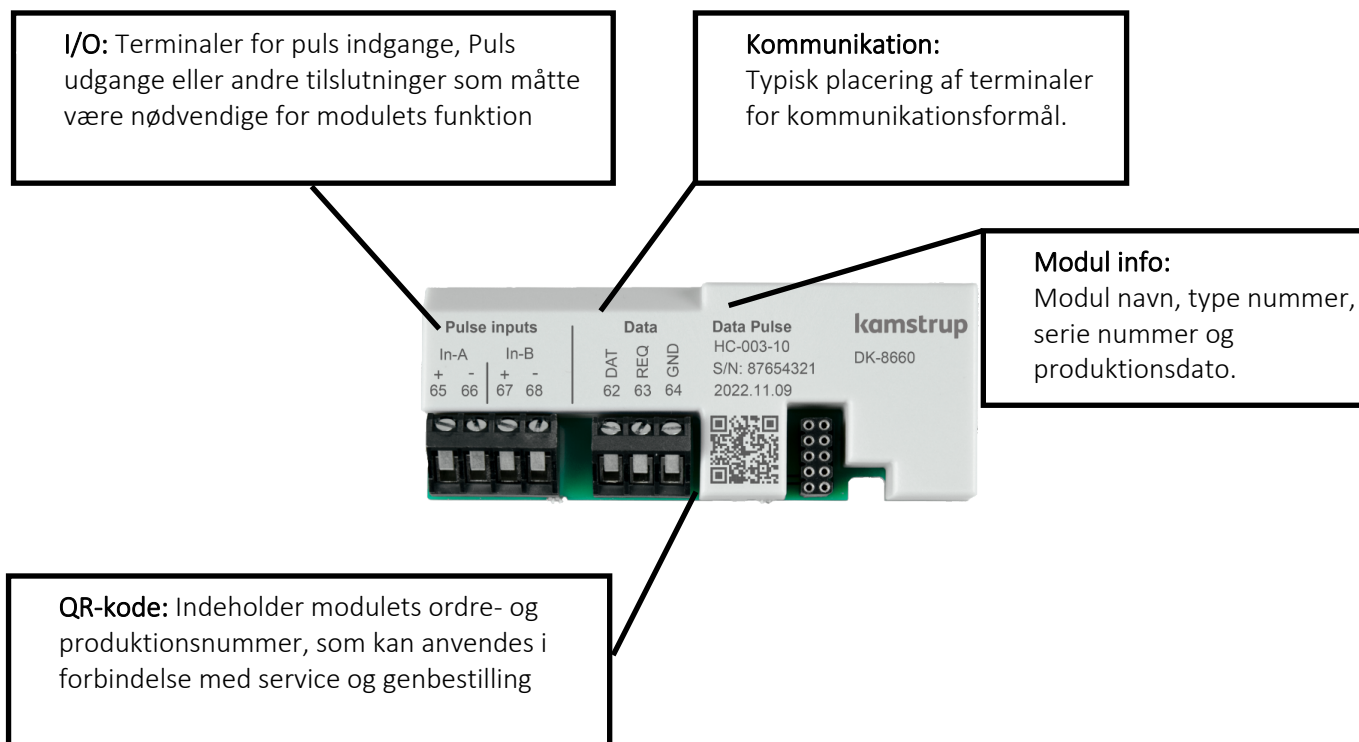 I/O: Terminaler for puls indgange, Puls
udgange eller andre tilslutninger som måtte
være nødvendige for modulets funktion
Kommunikation:
Typisk placering af terminaler
for kommunikationsformål.
Modul info:
Modul navn, type nummer,
serie nummer og
produktionsdato.
Pulse inputs
In-A In-B
+ - + -
65 66 67 68
Data
DAT REQ GND
62 63 64
Data Pulse
HC-003-10
S/N: 87654321
2022.11.09
kamstrup
DK-8660
QR-kode: Indeholder modulets ordre- og
produktionsnummer, som kan anvendes i
forbindelse med service og genbestilling